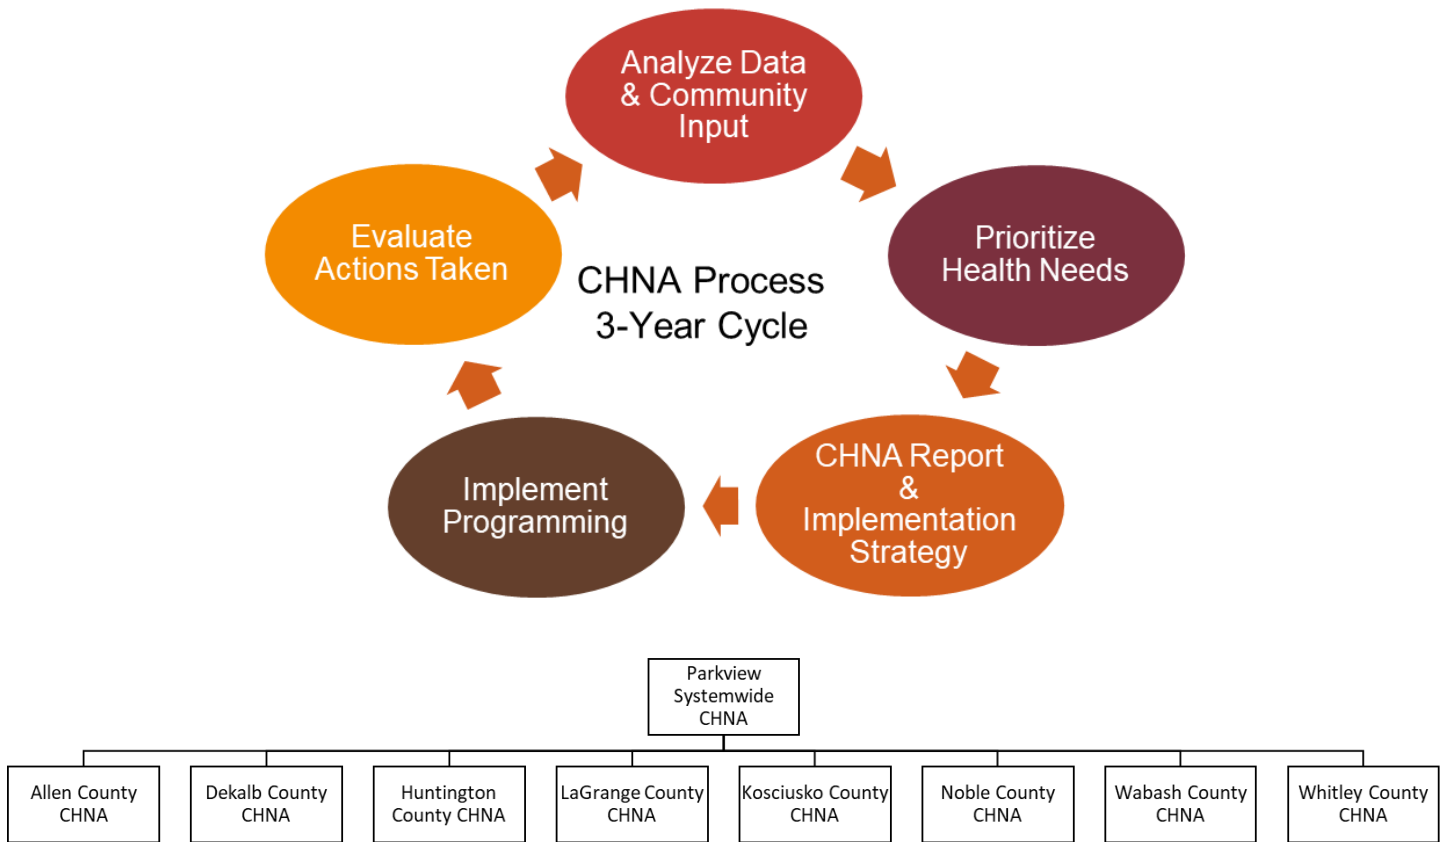 Analyze Data
& Community
Input
Evaluate
Actions Taken
Prioritize
Health Needs
CHNA Process
3-Year Cycle
Implement
Programming
CHNA Report
&
Implementation
Strategy
Parkview
Systemwide
CHNA
Allen County
CHNA
Dekalb County
CHNA
Huntington
County CHNA
LaGrange County
CHNA
Kosciusko County
CHNA
Noble County
CHNA
Wabash County
CHNA
Whitley County
CHNA